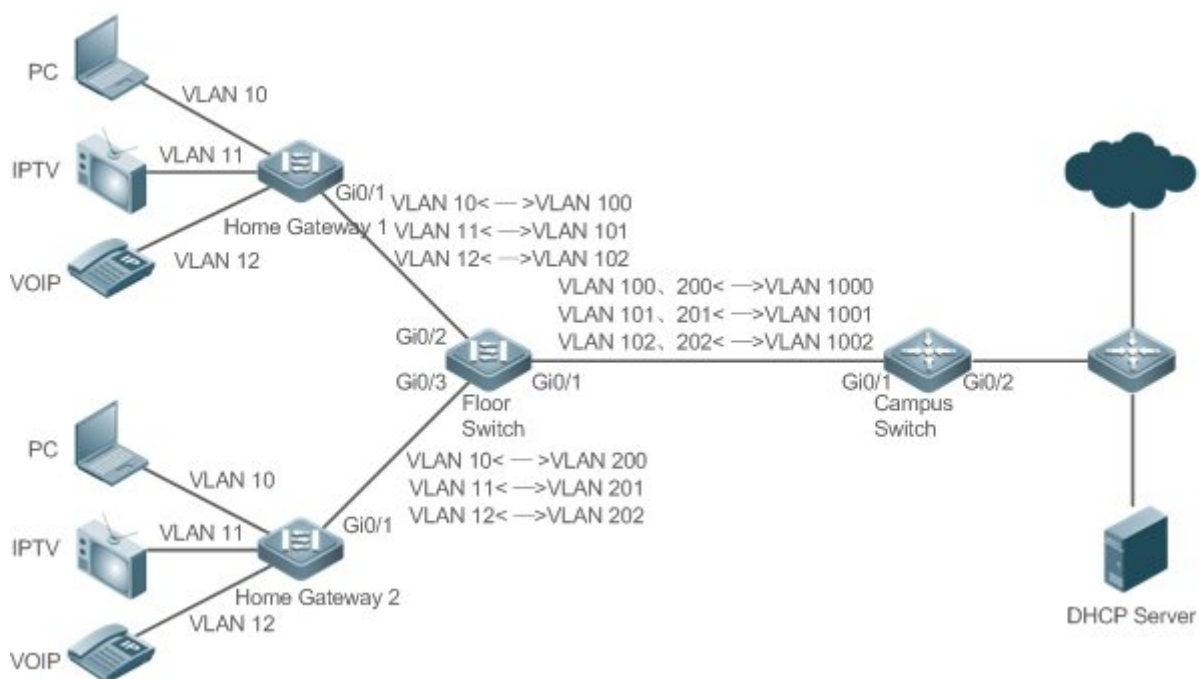 PC
VLAN 10
IPTV
VLAN 11
Gi0/1
Home Gateway 1
VOIP
VLAN 12
VLAN 10< —>VLAN 100
VLAN 11< —>VLAN 101
VLAN 12< —>VLAN 102
VLAN 100、200< —>VLAN 1000
VLAN 101、201< —>VLAN 1001
VLAN 102、202< —>VLAN 1002
Gi0/2
Gi0/3
Gi0/1
Floor
Switch
Gi0/1
Gi0/2
Campus
Switch
VLAN 10< —>VLAN 200
VLAN 11< —>VLAN 201
VLAN 12< —>VLAN 202
PC
VLAN 10
IPTV
VLAN 11
Gi0/1
Home Gateway 2
VOIP
VLAN 12
IP
IP
DHCP Server